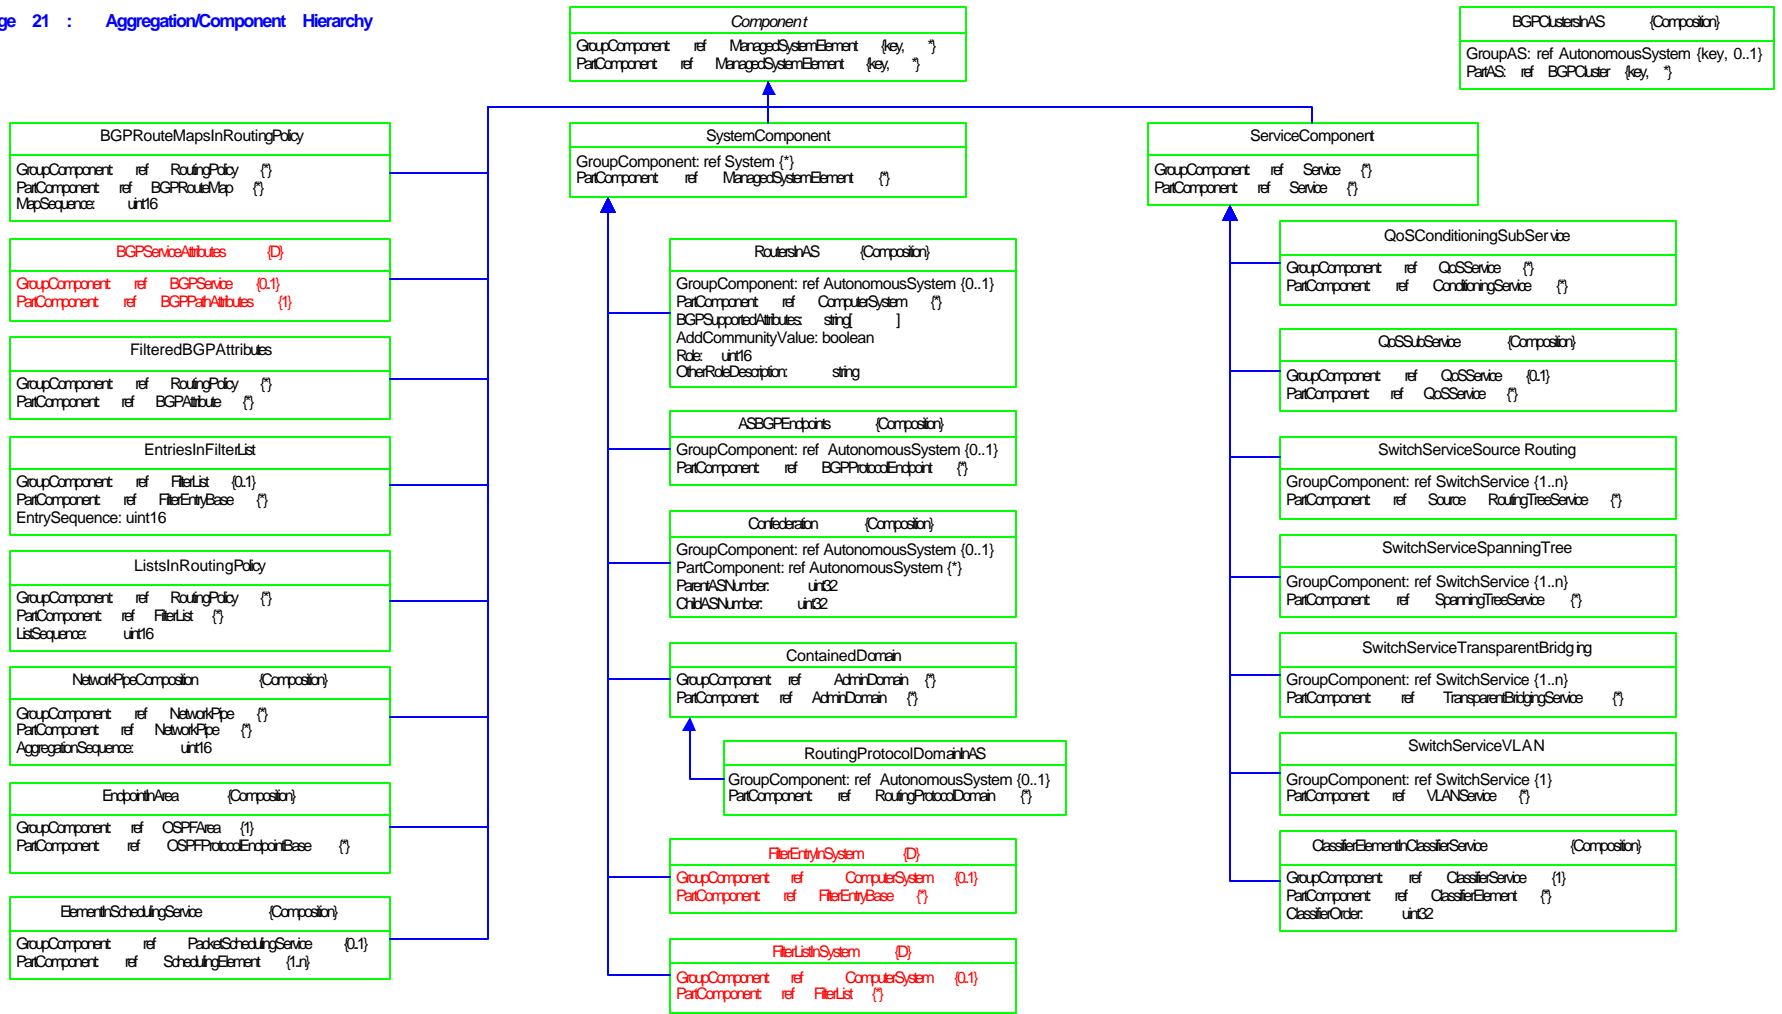 ge 21 : Aggregation/Component Hierarchy
Component
GroupComponent: ref ManagedSystemElement {key, *}
PartComponent: ref ManagedSystemElement {key, *}
BGPClustersInAS {Composition}
GroupAS: ref AutonomousSystem {key, 0..1}
PartAS: ref BGPCluster {key, *}
BGPRouteMapsInRoutingPolicy
GroupComponent: ref RoutingPolicy {*}
PartComponent: ref BGPRouteMap {*}
MapSequence: uint16
BGPServiceAttributes {D}
GroupComponent: ref BGPService {0..1}
PartComponent: ref BGPPathAttributes {1}
FilteredBGPAttributes
GroupComponent: ref RoutingPolicy {*}
PartComponent: ref BGPAttribute {*}
EntriesInFilterList
GroupComponent: ref FilterList {0..1}
PartComponent: ref FilterEntryBase {*}
EntrySequence: uint16
ListsInRoutingPolicy
GroupComponent: ref RoutingPolicy {*}
PartComponent: ref FilterList {*}
ListSequence: uint16
NetworkPipeComposition {Composition}
GroupComponent: ref NetworkPipe {*}
PartComponent: ref NetworkPipe {*}
AggregationSequence: uint16
EndpointInArea {Composition}
GroupComponent: ref OSPFArea {1}
PartComponent: ref OSPFProtocolEndpointBase {*}
ElementInSchedulingService {Composition}
GroupComponent: ref PacketSchedulingService {0..1}
PartComponent: ref SchedulingElement {1..n}
SystemComponent
GroupComponent: ref System {*}
PartComponent: ref ManagedSystemElement {*}
RoutersInAS {Composition}
GroupComponent: ref AutonomousSystem {0..1}
PartComponent: ref ComputerSystem {*}
BGPSupportedAttributes: string[ ]
AddCommunityValue: boolean
Role: uint16
OtherRoleDescription: string
ASBGPEndpoints {Composition}
GroupComponent: ref AutonomousSystem {0..1}
PartComponent: ref BGPProtocolEndpoint {*}
Confederation {Composition}
GroupComponent: ref AutonomousSystem {0..1}
PartComponent: ref AutonomousSystem {*}
ParentASNumber: uint32
ChildASNumber: uint32
ContainedDomain
GroupComponent: ref AdminDomain {*}
PartComponent: ref AdminDomain {*}
RoutingProtocolDomainInAS
GroupComponent: ref AutonomousSystem {0..1}
PartComponent: ref RoutingProtocolDomain {*}
FilterEntryInSystem {D}
GroupComponent: ref ComputerSystem {0..1}
PartComponent: ref FilterEntryBase {*}
FilterListInSystem {D}
GroupComponent: ref ComputerSystem {0..1}
PartComponent: ref FilterList {*}
ServiceComponent
GroupComponent: ref Service {*}
PartComponent: ref Service {*}
QoSConditioningSubService
GroupComponent: ref QoSService {*}
PartComponent: ref ConditioningService {*}
QoSSubService {Composition}
GroupComponent: ref QoSService {0..1}
PartComponent: ref QoSService {*}
SwitchServiceSource Routing
GroupComponent: ref SwitchService {1..n}
PartComponent: ref Source RoutingTreeService {*}
SwitchServiceSpanningTree
GroupComponent: ref SwitchService {1..n}
PartComponent: ref SpanningTreeService {*}
SwitchServiceTransparentBridging
GroupComponent: ref SwitchService {1..n}
PartComponent: ref TransparentBridgingService {*}
SwitchServiceVLAN
GroupComponent: ref SwitchService {1}
PartComponent: ref VLANService {*}
ClassifierElementInClassifierService {Composition}
GroupComponent: ref ClassifierService {1}
PartComponent: ref ClassifierElement {*}
ClassifierOrder: uint32